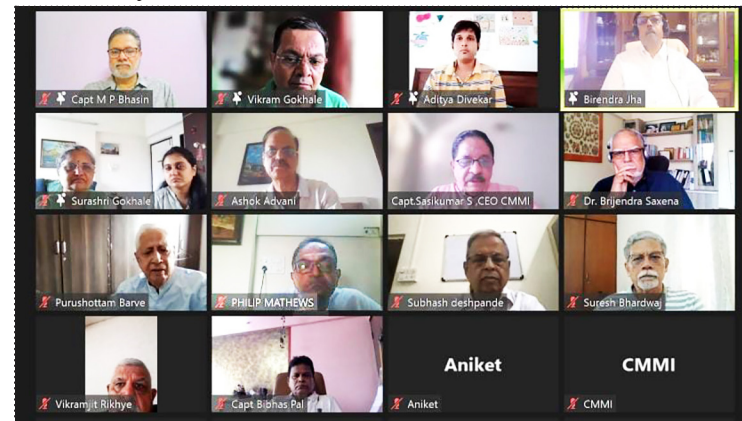 Capt M P Bhasin
Vikram Gokhale
Aditya Divekar
Birendra Jha
Surashri Gokhale
Ashok Advani
Capt.Sasikumar S ,CEO CMMI
Dr. Brijendra Saxena
Purushottam Barve
PHILIP MATHEWS
Subhash deshpande
Suresh Bhardwaj
Vikramjit Rikhye
Capt Bibhas Pal
Aniket
Aniket
CMMI
CMMI